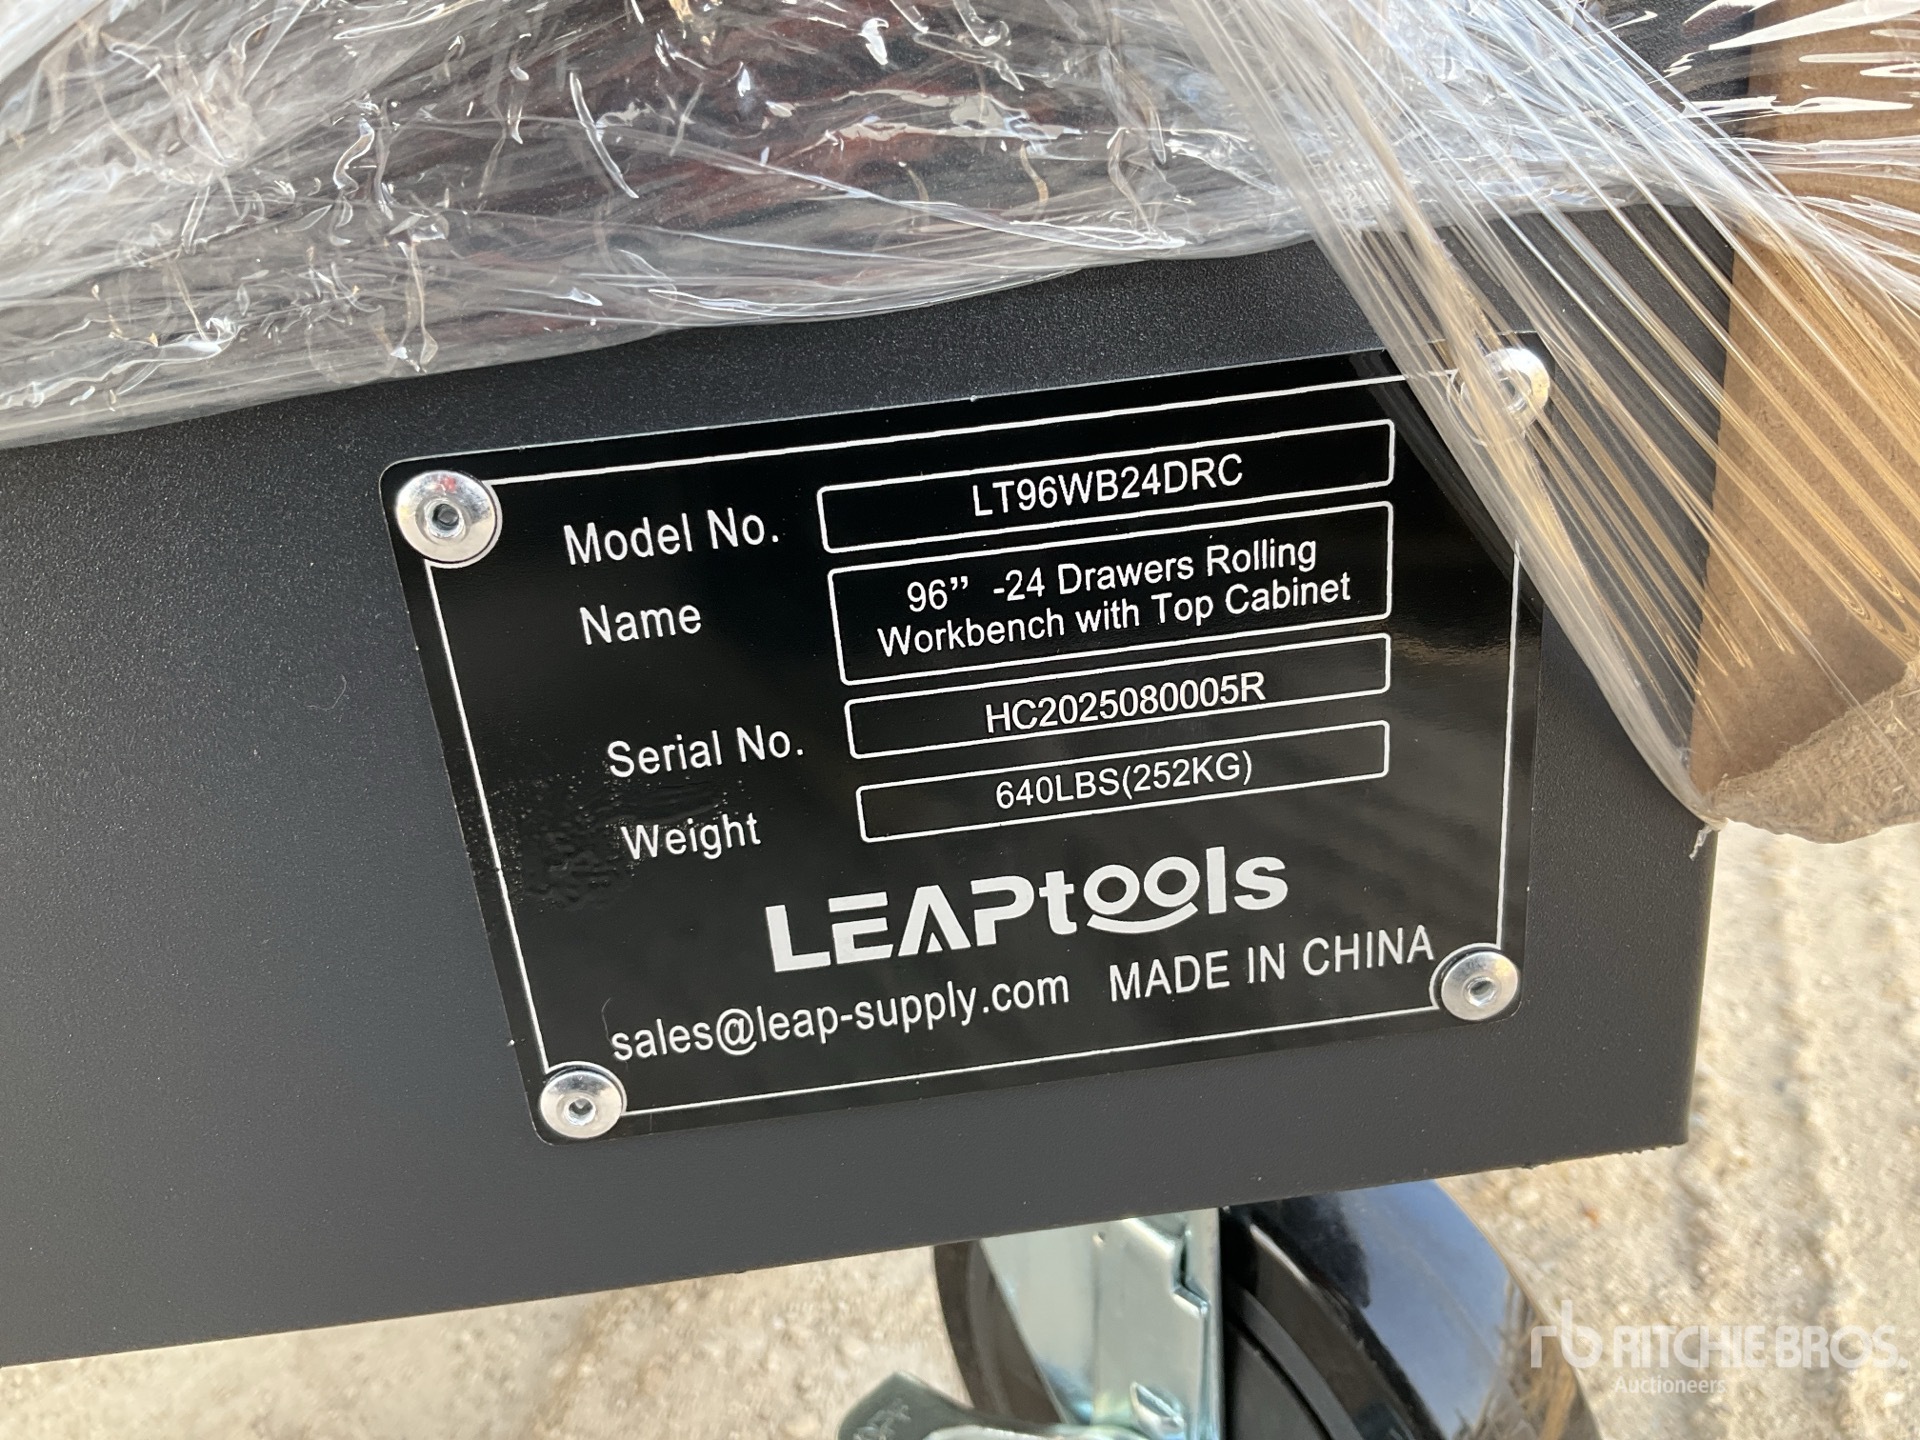 Model No. LT96WB24DRC
Name 96” -24 Drawers Rolling
Workbench with Top Cabinet
Serial No. HC2025080005R
Weight 640LBS(252KG)
LEAPtools
sales@leap-supply.com MADE IN CHINA
rb RITCHIE BROS.
Auctioneers